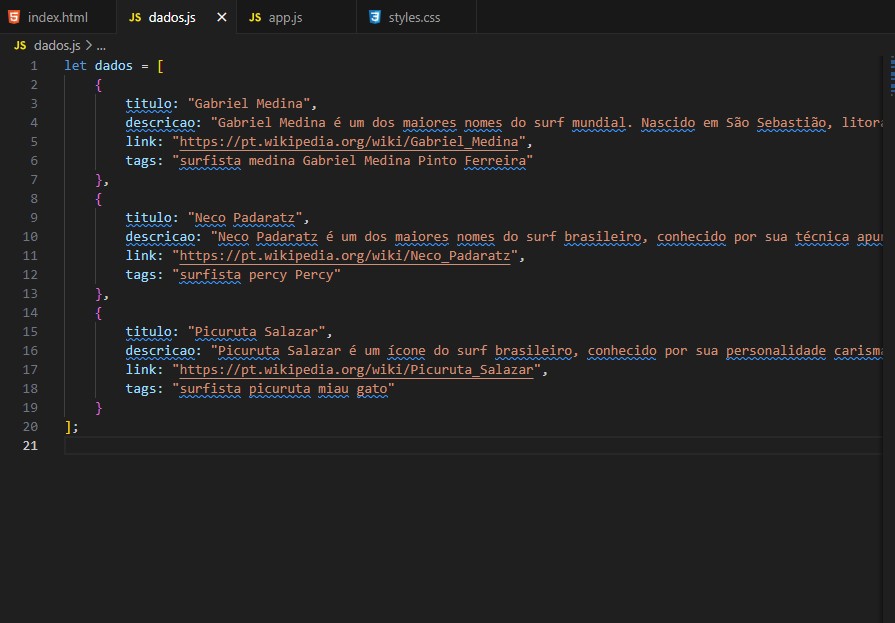 index.html JS dados.js JS app.js styles.css
JS dados.js > ...
1 let dados = [
2 {
3 titulo: "Gabriel Medina",
4 descricao: "Gabriel Medina é um dos maiores nomes do surf mundial. Nascido em São Sebastião,
5 link: "https://pt.wikipedia.org/wiki/Gabriel_Medina",
6 tags: "surfista medina Gabriel Medina Pinto Ferreira"
7 },
8 {
9 titulo: "Neco Padaratz",
10 descricao: "Neco Padaratz é um dos maiores nomes do surf brasileiro, conhecido por sua técnica
11 link: "https://pt.wikipedia.org/wiki/Neco_Padaratz",
12 tags: "surfista percy Percy"
13 },
14 {
15 titulo: "Picuruta Salazar",
16 descricao: "Picuruta Salazar é um ícone do surf brasileiro, conhecido por sua personalidade
17 link: "https://pt.wikipedia.org/wiki/Picuruta_Salazar",
18 tags: "surfista picuruta miau gato"
19 }
20 ];
21